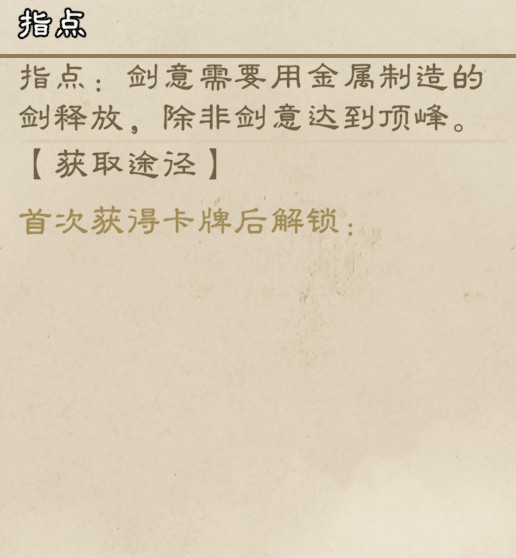 指点
指点：剑意需要用金属制造的
剑释放，除非剑意达到顶峰。
【获取途径】
首次获得卡牌后解锁：